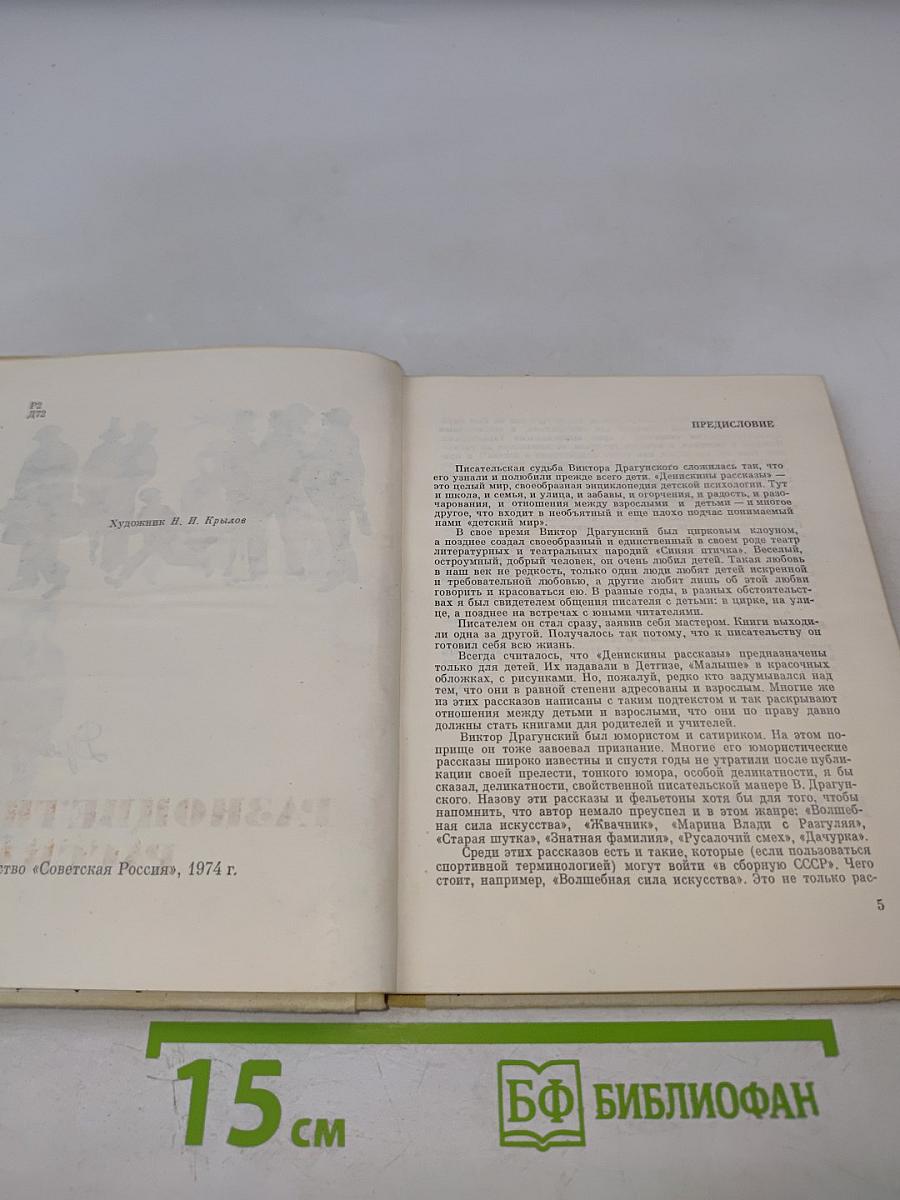 Р2
Д72
Художник Н. И. Крылов
ство «Советская Россия», 1974 г.
ПРЕДИСЛОВИЕ
Писательская судьба Виктора Драгунского сложилась так, что
его узнали и полюбили прежде всего дети. «Денискины рассказы» —
это целый мир, своеобразная энциклопедия детской психологии. Тут
и школа, и семья, и улица, и забавы, и огорчения, и радость, и разо-
чарования, и отношения между взрослыми и детьми — и многое
другое, что входит в необъятный и еще плохо подчас понимаемый
нами «детский мир».
В свое время Виктор Драгунский был цирковым клоуном,
а позднее создал своеобразный и единственный в своем роде театр
литературных и театральных пародий «Синяя птичка». Веселый,
остроумный, добрый человек, он очень любил детей. Такая любовь
в наш век не редкость, только одни люди любят детей искренней
и требовательной любовью, а другие любят лишь об этой любви
говорить и красоваться ею. В разные годы, в разных обстоятельст-
вах я был свидетелем общения писателя с детьми: в цирке, на ули-
це, а позднее на встречах с юными читателями.
Писателем он стал сразу, заявив себя мастером. Книги выходи-
ли одна за другой. Получалось так потому, что к писательству он
готовил себя всю жизнь.
Всегда считалось, что «Денискины рассказы» предназначены
только для детей. Их издавали в Детгизе, «Малыше» в красочных
обложках, с рисунками. Но, пожалуй, редко кто задумывался над
тем, что они в равной степени адресованы и взрослым. Многие же
из этих рассказов написаны с таким подтекстом и так раскрывают
отношения между детьми и взрослыми, что они по праву давно
должны стать книгами для родителей и учителей.
Виктор Драгунский был юмористом и сатириком. На этом по-
прище он тоже завоевал признание. Многие его юмористические
рассказы широко известны и спустя годы не утратили после публи-
кации своей прелести, тонкого юмора, особой деликатности, я бы
сказал, деликатности, свойственной писательской манере В. Драгун-
ского. Назову эти рассказы и фельетоны хотя бы для того, чтобы
напомнить, что автор немало преуспел и в этом жанре: «Волшеб-
ная сила искусства», «Жвачник», «Марина Влади с Разгуляя»,
«Старая шутка», «Знатная фамилия», «Русалочий смех», «Дачурка».
Среди этих рассказов есть и такие, которые (если пользоваться
спортивной терминологией) могут войти «в сборную СССР». Чего
стоит, например, «Волшебная сила искусства». Это не только рас-
5
15 см
БФ БИБЛИОФАН